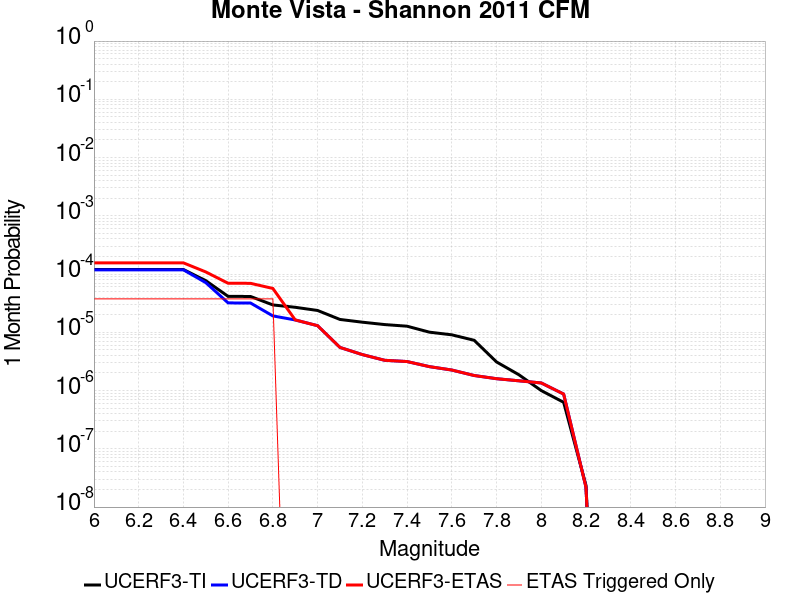 Monte Vista - Shannon 2011 CFM
1 Month Probability
10^0
10^-1
10^-2
10^-3
10^-4
10^-5
10^-6
10^-7
10^-8
6 6.2 6.4 6.6 6.8 7 7.2 7.4 7.6 7.8 8 8.2 8.4 8.6 8.8 9
Magnitude
UCERF3-TI UCERF3-TD UCERF3-ETAS ETAS Triggered Only